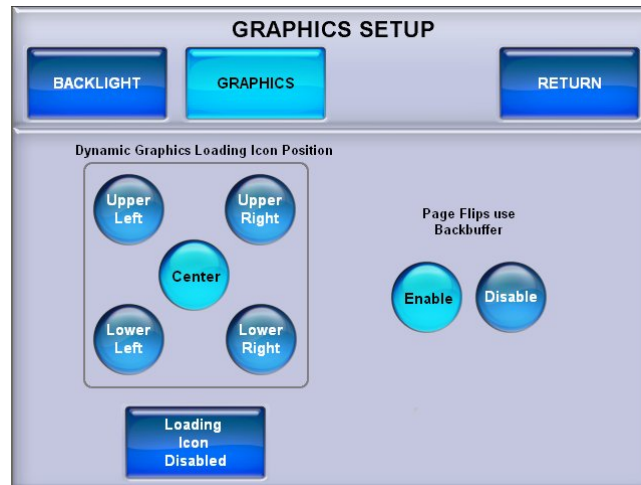 GRAPHICS SETUP
BACKLIGHT
GRAPHICS
RETURN
Dynamic Graphics Loading Icon Position
Upper
Left
Upper
Right
Center
Lower
Left
Lower
Right
Page Flips use
Backbuffer
Enable
Disable
Loading
Icon
Disabled